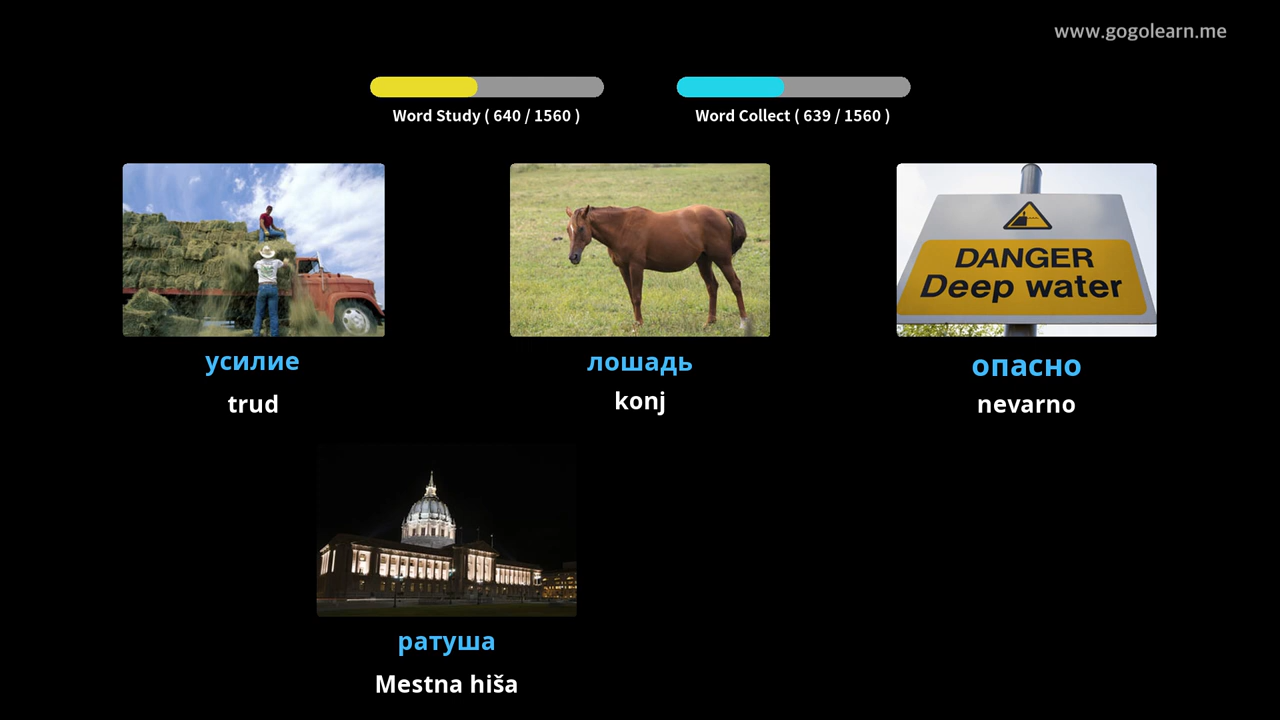 www.gogolearn.me
Word Study ( 640 / 1560 )
Word Collect ( 639 / 1560 )
DANGER
Deep water
усилие
лошадь
опасно
trud
konj
nevarno
ратуша
Mestna hiša